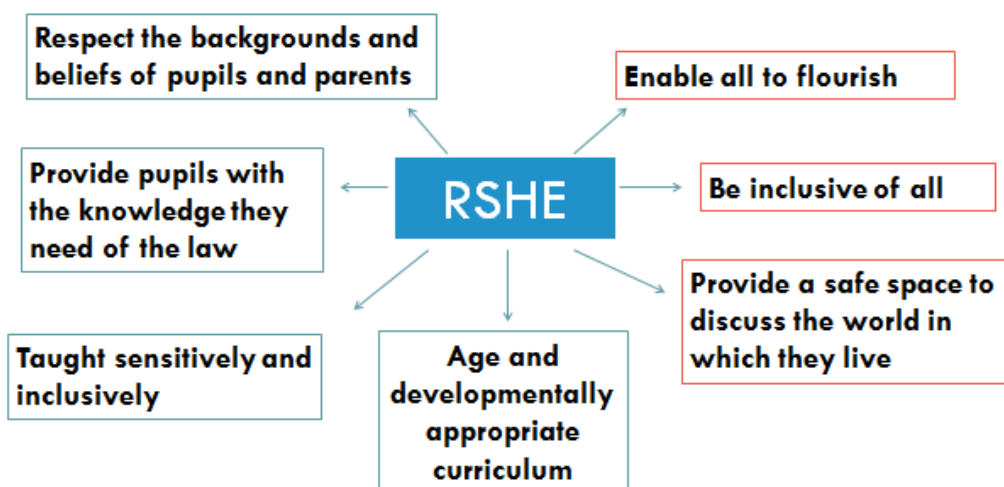 Respect the backgrounds and
beliefs of pupils and parents
Enable all to flourish
Provide pupils with
the knowledge they
need of the law
RSHE
Be inclusive of all
Provide a safe space to
discuss the world in
which they live
Taught sensitively and
inclusively
Age and
developmentally
appropriate
curriculum